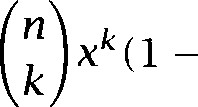 \binom{n}{k} x^k (1 -